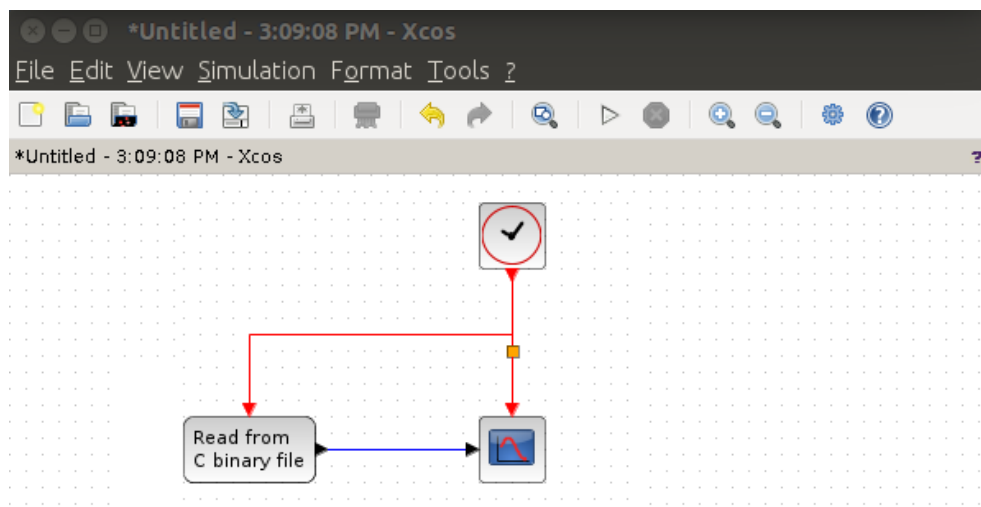 *Untitled - 3:09:08 PM - Xcos
File Edit View Simulation Format Tools ?
*Untitled - 3:09:08 PM - Xcos ?
Read from
C binary file